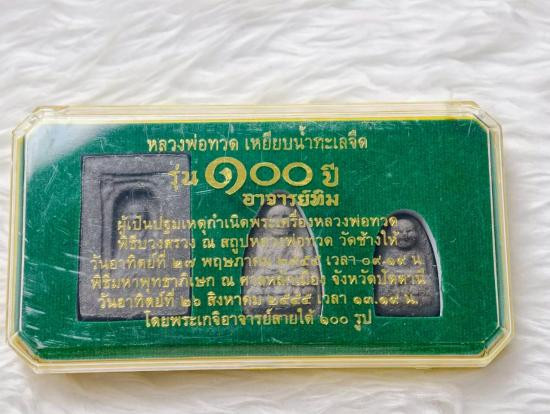 หลวงพ่อทวด เหยียบน้ำทะเลจืด
รุ่น ๑๐๐ ปี
อาจารย์ทิม
ผู้เป็นปฐมเหตุกำเนิดพระเครื่องหลวงพ่อทวด
พิธีบวงสรวง ณ สถูปหลวงพ่อทวด วัดช้างให้
วันอาทิตย์ที่ ๒๗ พฤษภาคม ๒๕๕๕ เวลา ๐๙.๑๙ น.
พิธีมหาพุทธาภิเษก ณ ศาลหลักเมือง จังหวัดปัตตานี
วันอาทิตย์ที่ ๒๖ สิงหาคม ๒๕๕๕ เวลา ๑๓.๑๙ น.
โดยพระเกจิอาจารย์สายใต้ ๑๐๐ รูป